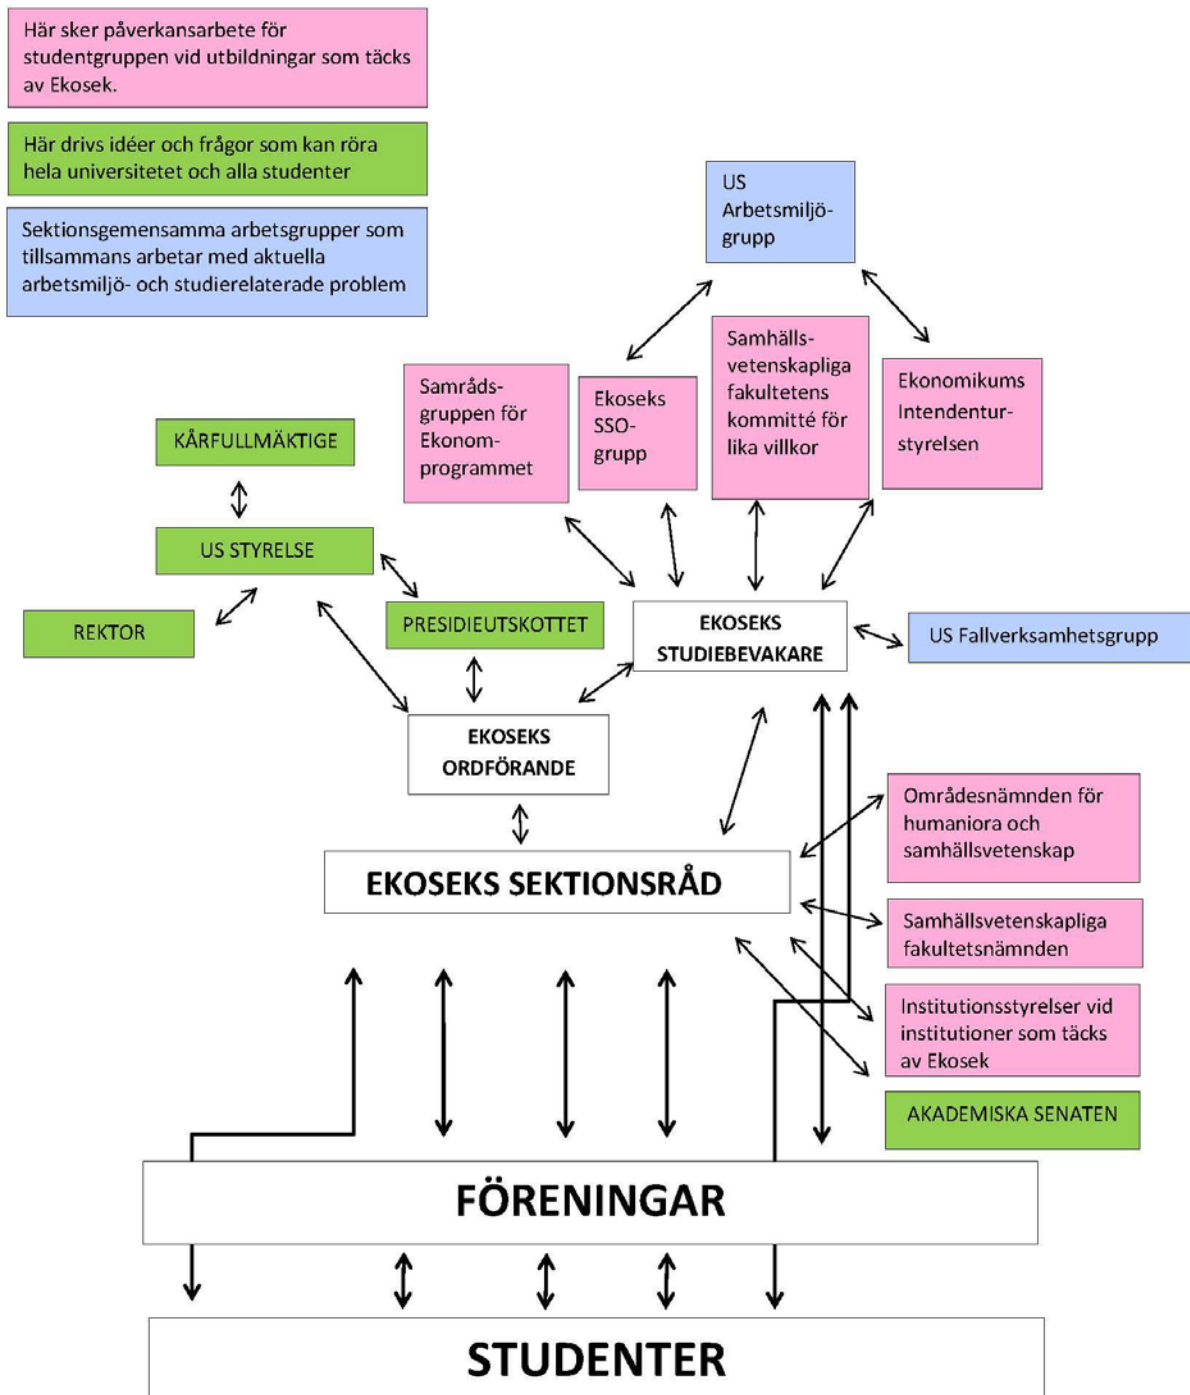 Här sker påverkansarbete för
studentgruppen vid utbildningar som täcks
av Ekosek.
Här drivs idéer och frågor som kan röra
hela universitetet och alla studenter
Sektionsgemensamma arbetsgrupper som
tillsammans arbetar med aktuella
arbetsmiljö- och studierelaterade problem
US
Arbetsmiljö-
grupp
Samråds-
gruppen för
Ekonom-
programmet
Ekoseks
SSO-
grupp
Samhälls-
vetenskapliga
fakultetens
kommitté för
lika villkor
Ekonomikums
Intendentur-
styrelsen
KÅRFULLMÄKTIGE
US STYRELSE
REKTOR
PRESIDIEUTSKOTTET
EKOSEKS
STUDIEBEVAKARE
US Fallverksamhetsgrupp
EKOSEKS
ORDFÖRANDE
EKOSEKS SEKTIONSRÅD
Områdesnämnden för
humaniora och
samhällsvetenskap
Samhällsvetenskapliga
fakultetsnämnden
Institutionsstyrelser vid
institutioner som täcks
av Ekosek
AKADEMISKA SENATEN
FÖRENINGAR
STUDENTER